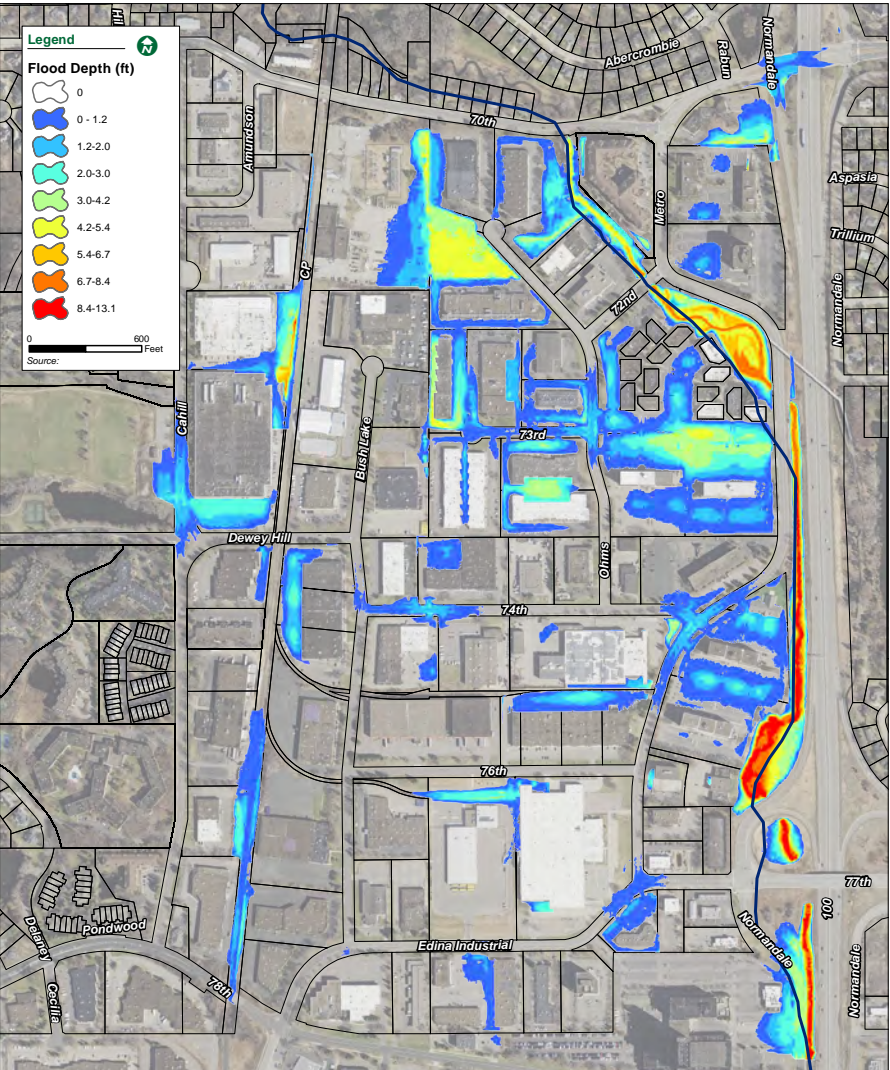 Legend
N
Flood Depth (ft)
0
0 - 1.2
1.2-2.0
2.0-3.0
3.0-4.2
4.2-5.4
5.4-6.7
6.7-8.4
8.4-13.1
0 600
Feet
Source:
Abercrombie
Rabun
Normandale
70th
Amundson
Aspasia
Metro
Trillium
CP
72nd
Normandale
Cahill
Bush Lake
73rd
Dewey Hill
Ohms
74th
76th
77th
100
Delaney
Pondwood
Edina Industrial
Normandale
Normandale
78th
Cecilia